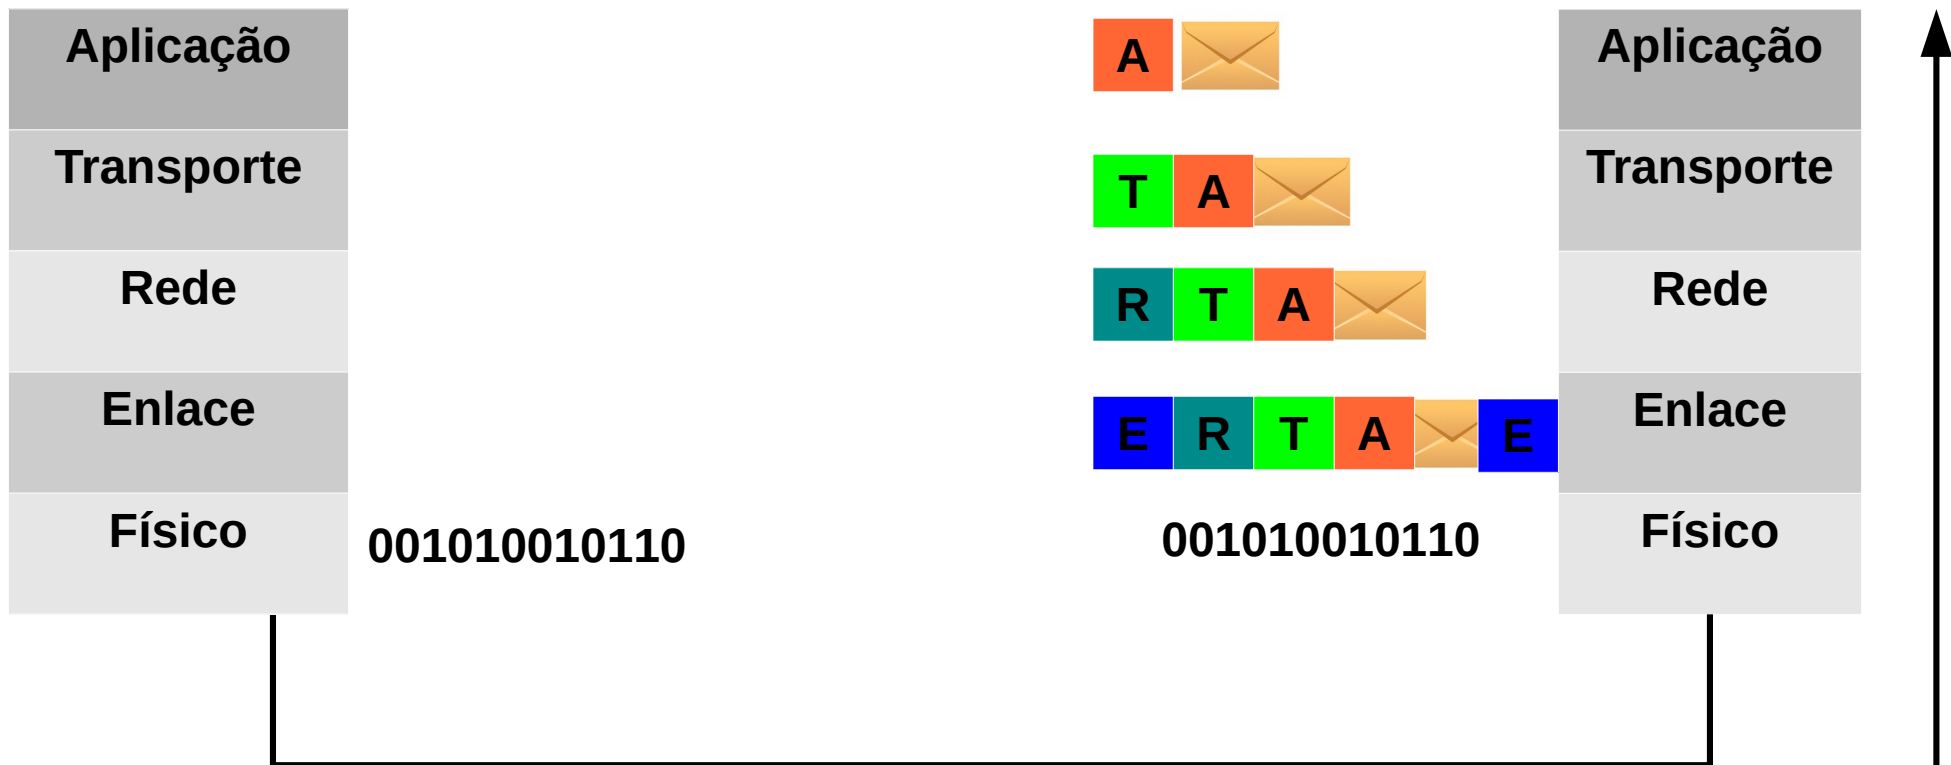 Aplicação
A
Aplicação
Transporte
T A
Transporte
Rede
R T A
Rede
Enlace
E R T A E
Enlace
Físico
001010010110
001010010110
Físico